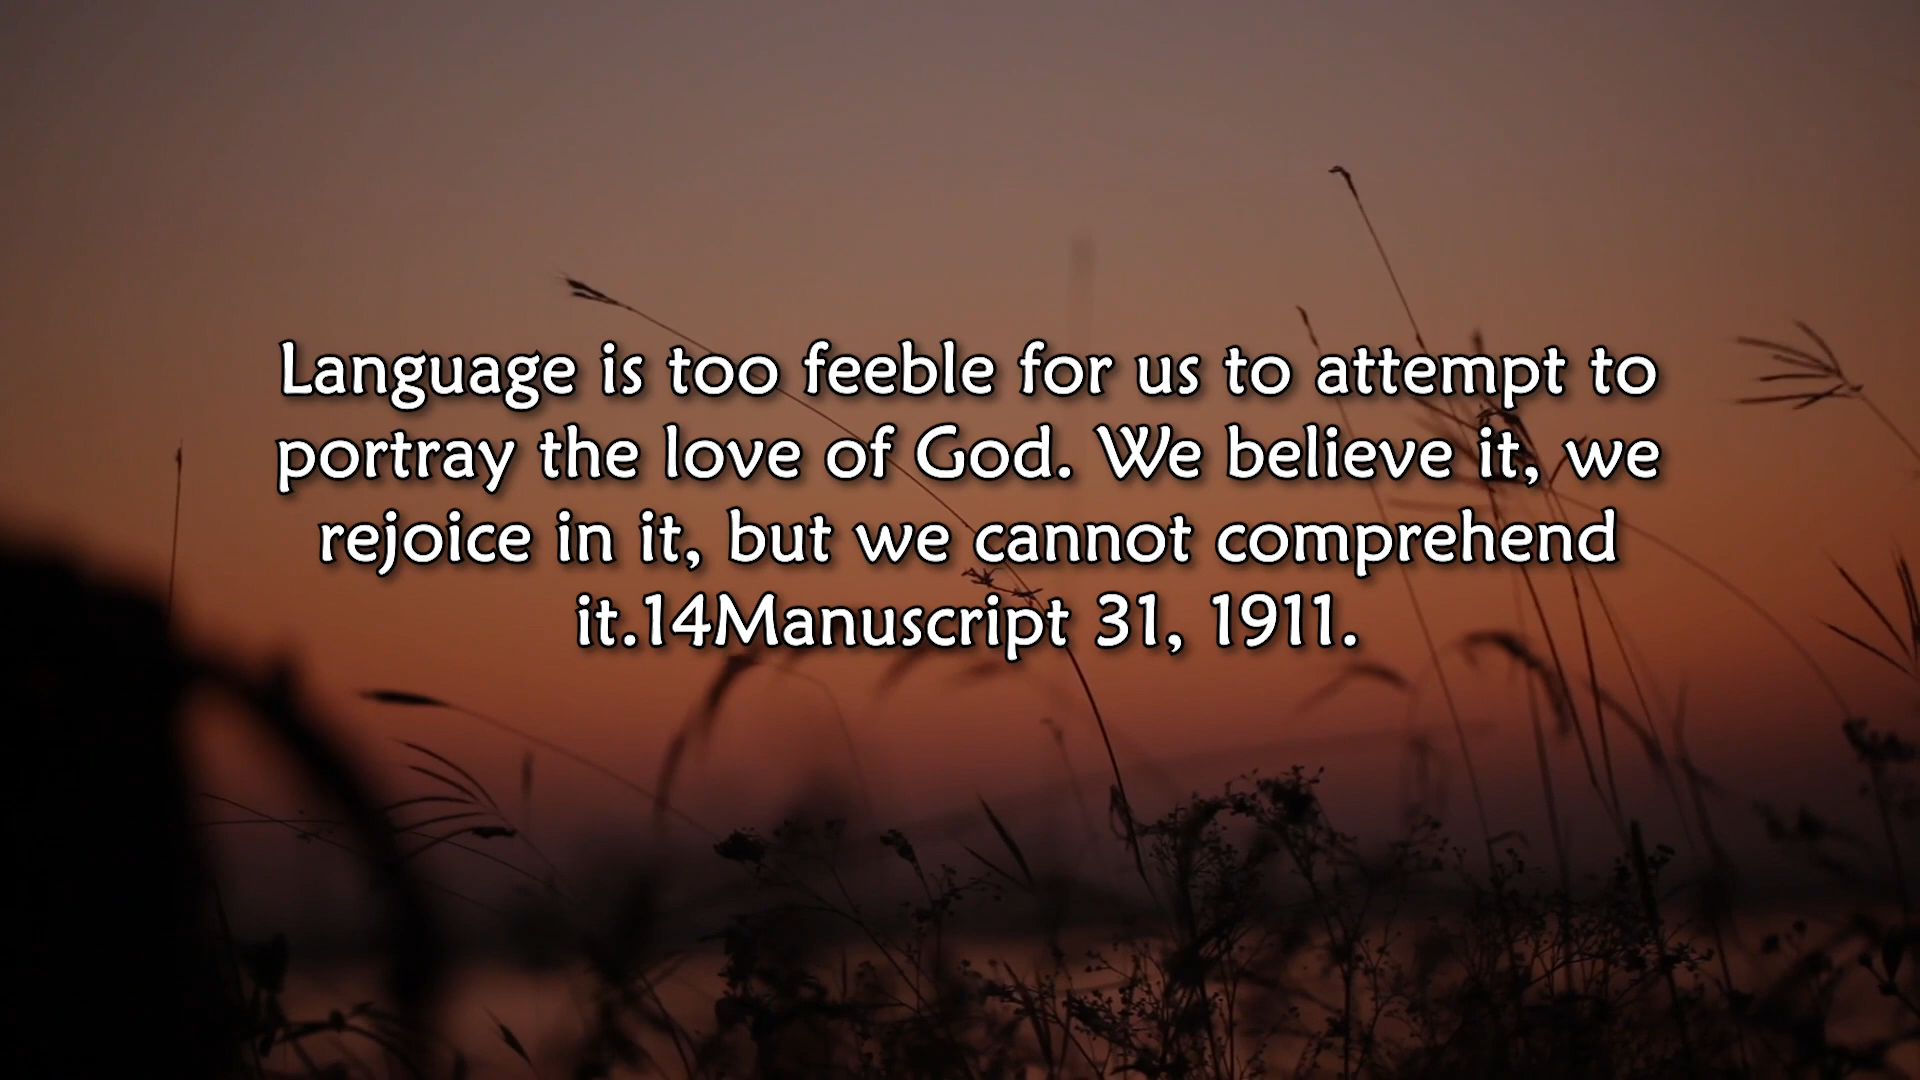 Language is too feeble for us to attempt to
portray the love of God. We believe it, we
rejoice in it, but we cannot comprehend
it.14Manuscript 31, 1911.